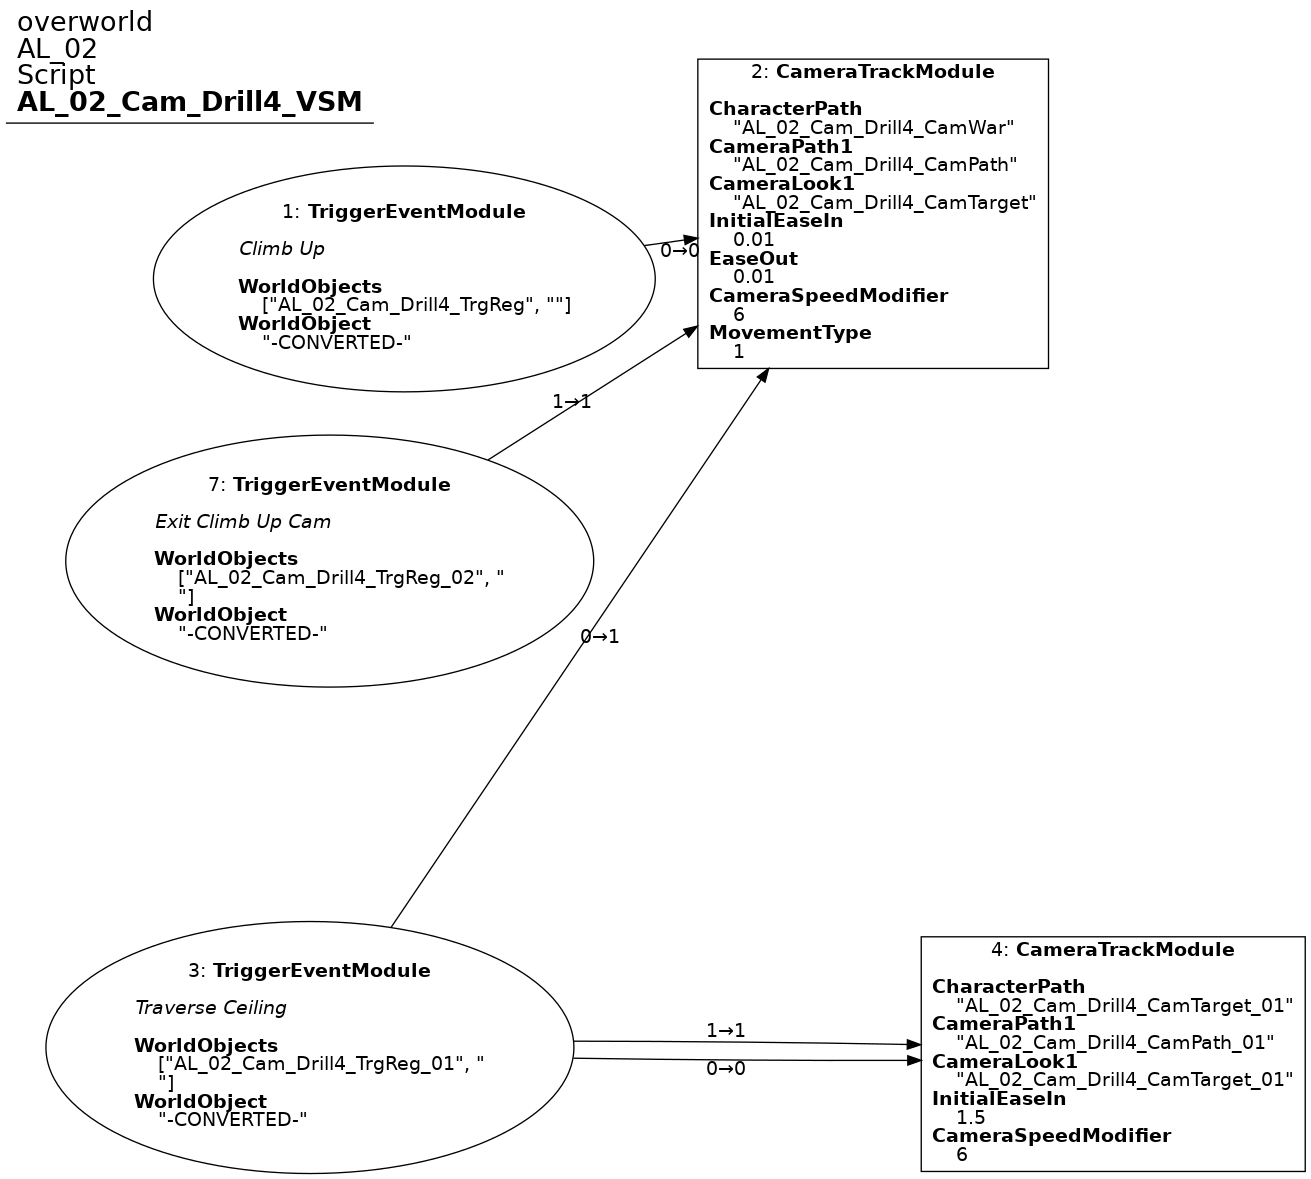 overworld
AL_02
Script
AL_02_Cam_Drill4_VSM
2: CameraTrackModule
CharacterPath
"AL_02_Cam_Drill4_CamWar"
CameraPath1
"AL_02_Cam_Drill4_CamPath"
CameraLook1
"AL_02_Cam_Drill4_CamTarget"
InitialEaseIn
0.01
EaseOut
0.01
CameraSpeedModifier
6
MovementType
1
1: TriggerEventModule
Climb Up
WorldObjects
["AL_02_Cam_Drill4_TrgReg", ""]
WorldObject
"-CONVERTED-"
0→0
1→1
7: TriggerEventModule
Exit Climb Up Cam
WorldObjects
["AL_02_Cam_Drill4_TrgReg_02", "
"]
WorldObject
"-CONVERTED-"
0→1
3: TriggerEventModule
Traverse Ceiling
WorldObjects
["AL_02_Cam_Drill4_TrgReg_01", "
"]
WorldObject
"-CONVERTED-"
1→1
0→0
4: CameraTrackModule
CharacterPath
"AL_02_Cam_Drill4_CamTarget_01"
CameraPath1
"AL_02_Cam_Drill4_CamPath_01"
CameraLook1
"AL_02_Cam_Drill4_CamTarget_01"
InitialEaseIn
1.5
CameraSpeedModifier
6